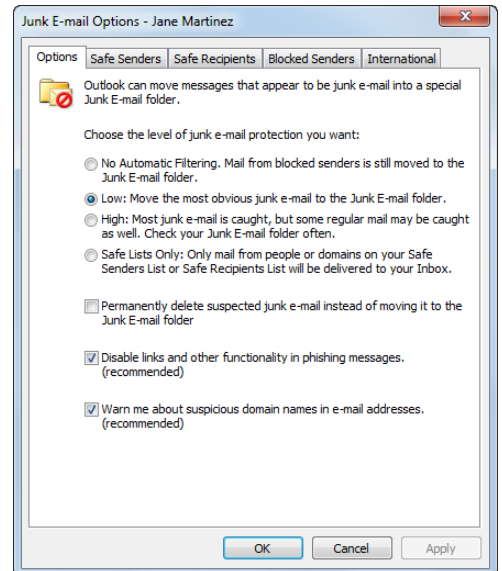 Junk E-mail Options - Jane Martinez
Options Safe Senders Safe Recipients Blocked Senders International
Outlook can move messages that appear to be junk e-mail into a special
Junk E-mail folder.
Choose the level of junk e-mail protection you want:
No Automatic Filtering. Mail from blocked senders is still moved to the
Junk E-mail folder.
Low: Move the most obvious junk e-mail to the Junk E-mail folder.
High: Most junk e-mail is caught, but some regular mail may be caught
as well. Check your Junk E-mail folder often.
Safe Lists Only: Only mail from people or domains on your Safe
Senders List or Safe Recipients List will be delivered to your Inbox.
Permanently delete suspected junk e-mail instead of moving it to the
Junk E-mail folder
Disable links and other functionality in phishing messages.
(recommended)
Warn me about suspicious domain names in e-mail addresses.
(recommended)
OK Cancel Apply